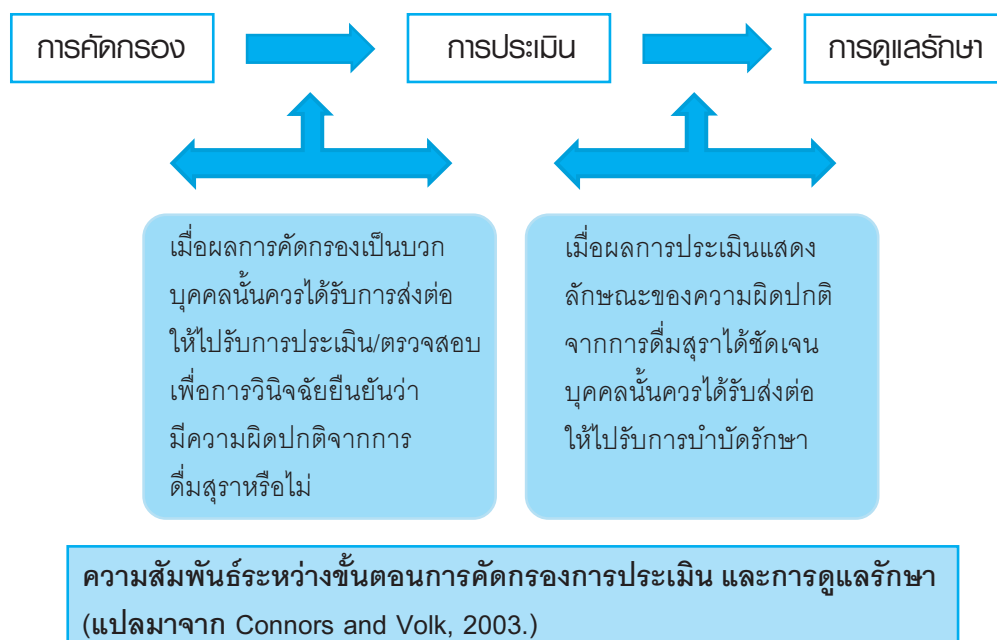 การคัดกรอง
การประเมิน
การดูแลรักษา
เมื่อผลการคัดกรองเป็นบวก
บุคคลนั้นควรได้รับการส่งต่อ
ให้ไปรับการประเมิน/ตรวจสอบ
เพื่อการวินิจฉัยยืนยันว่า
มีความผิดปกติจากการ
ดื่มสุราหรือไม่
เมื่อผลการประเมินแสดง
ลักษณะของความผิดปกติ
จากการดื่มสุราได้ชัดเจน
บุคคลนั้นควรได้รับส่งต่อ
ให้ไปรับการบำบัดรักษา
ความสัมพันธ์ระหว่างขั้นตอนการคัดกรองการประเมิน และการดูแลรักษา
(แปลมาจาก Connors and Volk, 2003.)